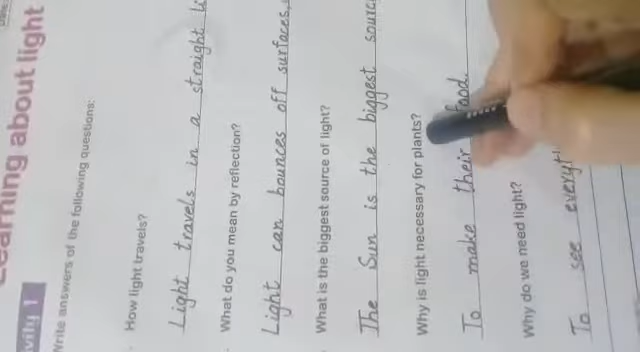 Learning about light
Write answers of the following questions:
How light travels?
Light travels in a straight
What do you mean by reflection?
Light can bounces off surfaces.
What is the biggest source of light?
The Sun is the biggest
Why is light necessary for plants?
To make their food
Why do we need light?
To see